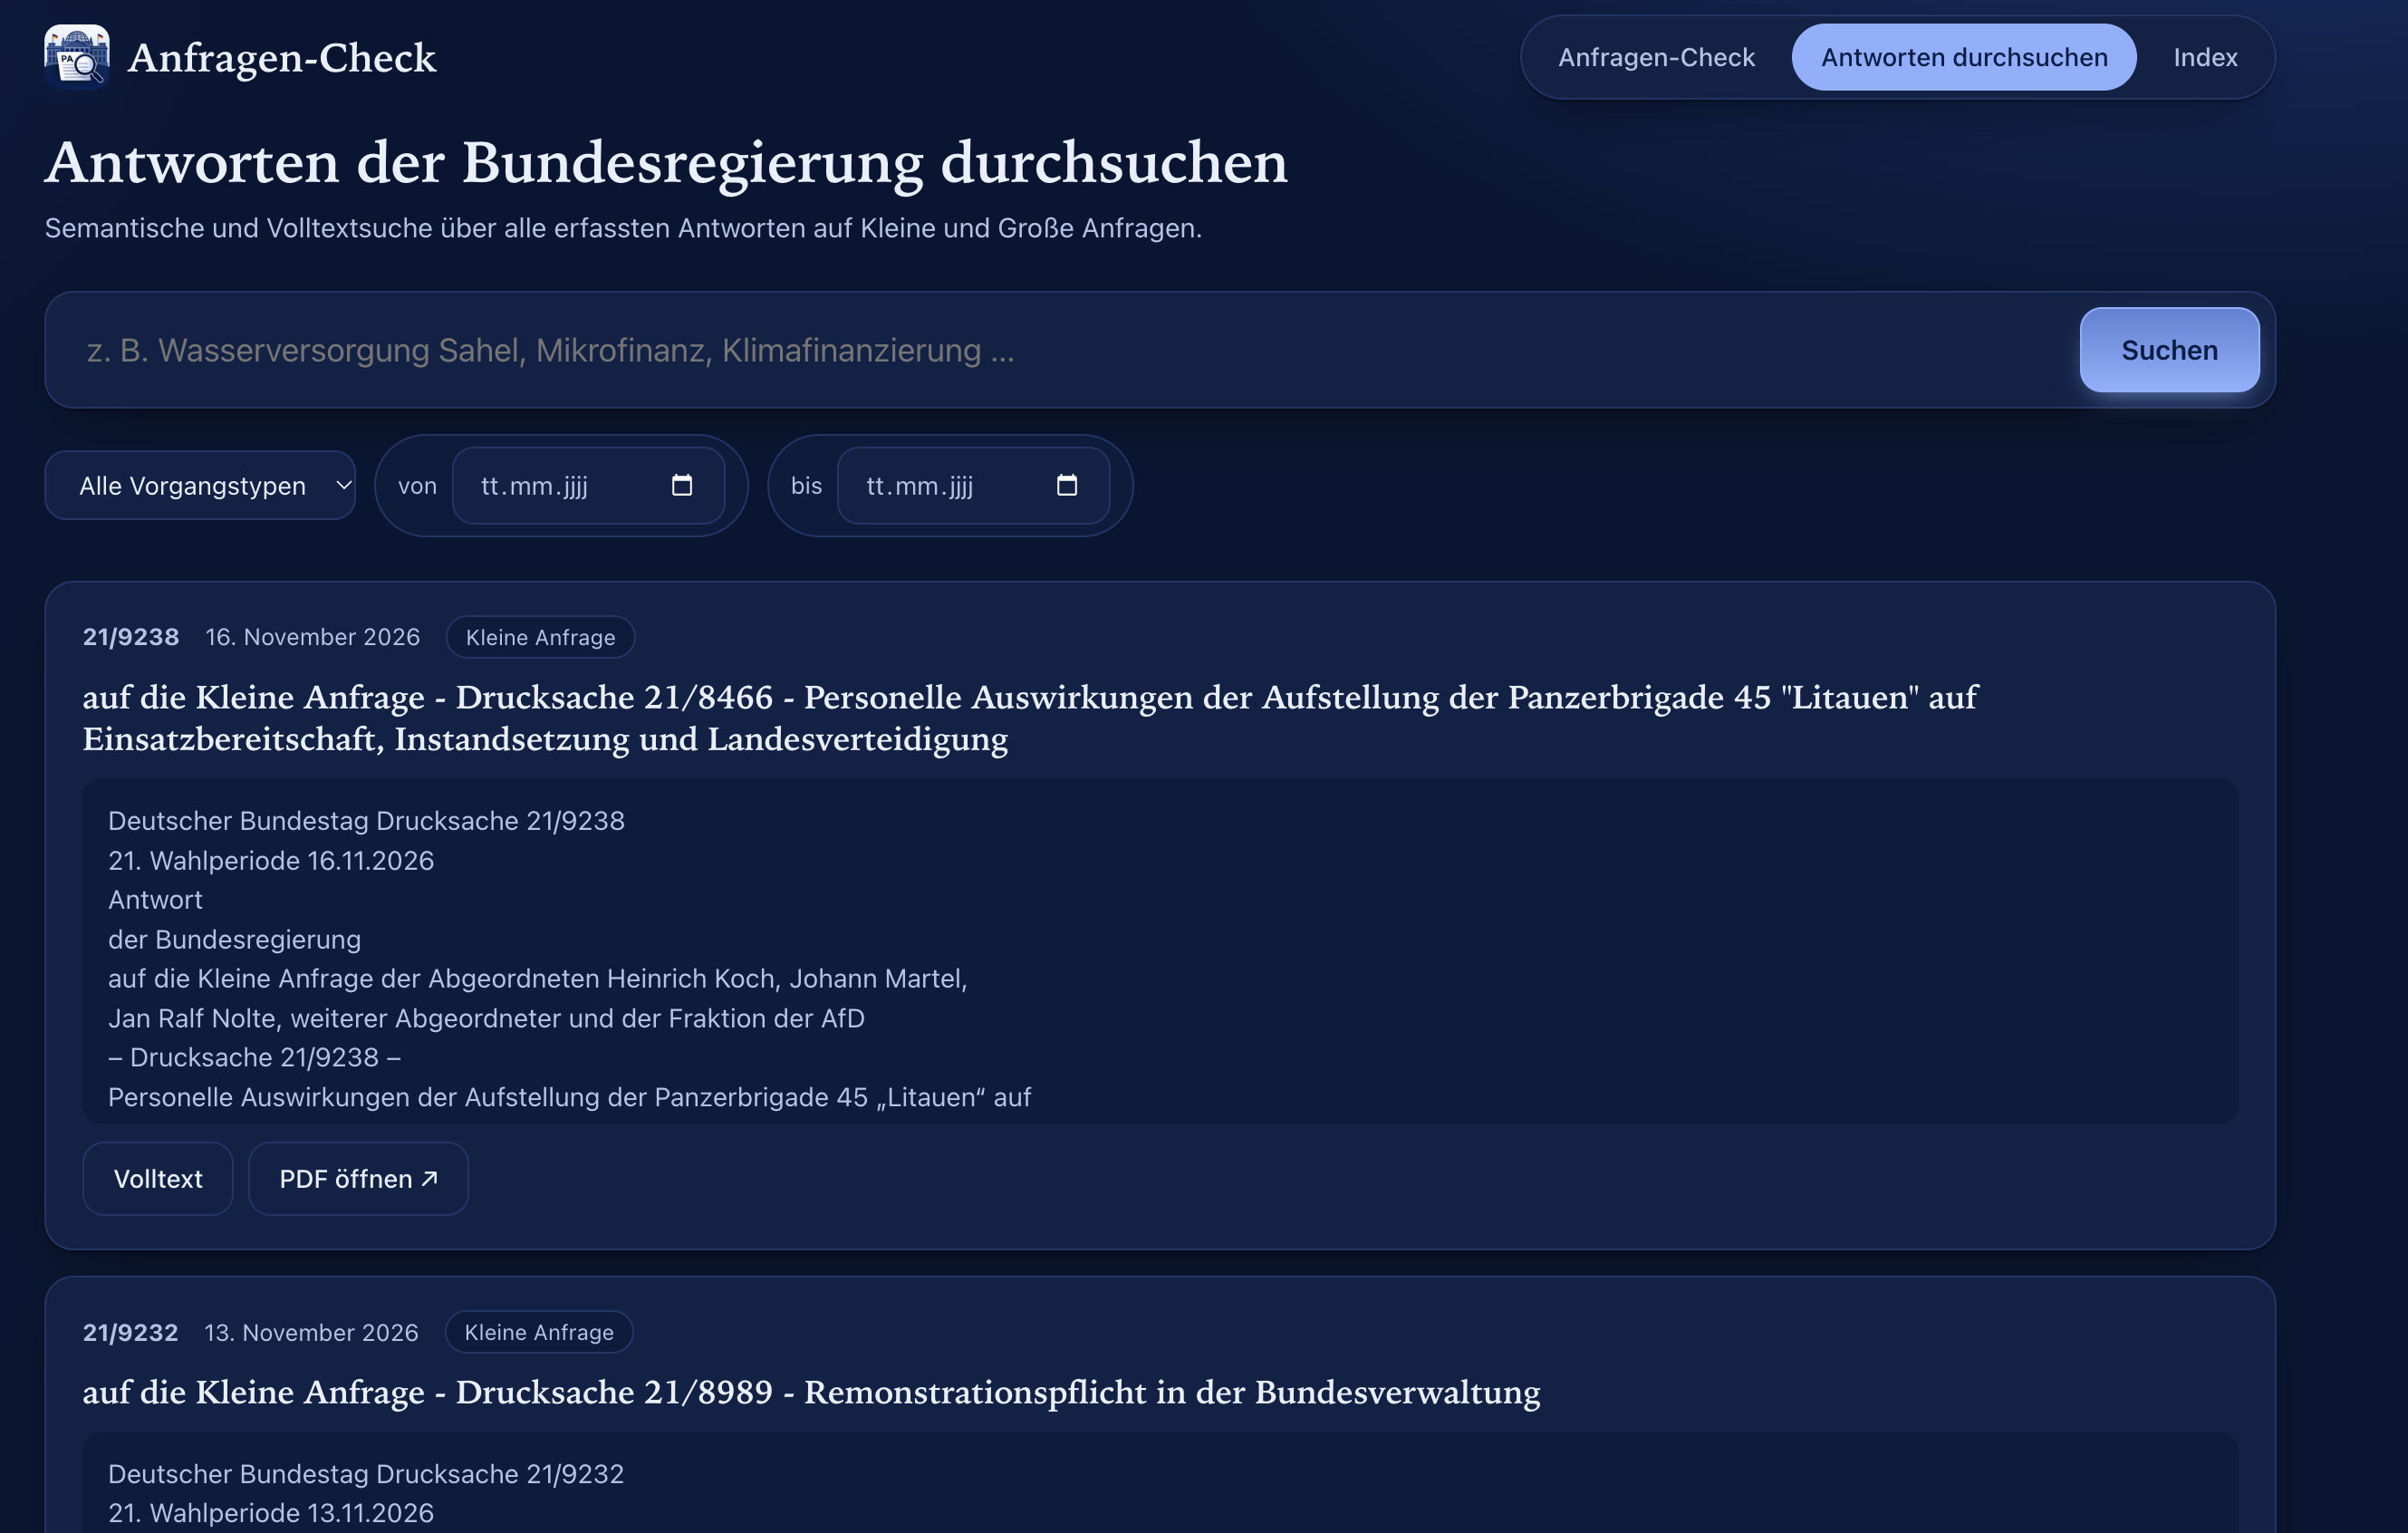 PA
Anfragen-Check
Anfragen-Check
Antworten durchsuchen
Index
Antworten der Bundesregierung durchsuchen
Semantische und Volltextsuche über alle erfassten Antworten auf Kleine und Große Anfragen.
z. B. Wasserversorgung Sahel, Mikrofinanz, Klimafinanzierung ...
Suchen
Alle Vorgangstypen
von
tt.mm.jjjj
bis
tt.mm.jjjj
21/9238 16. November 2026 Kleine Anfrage
auf die Kleine Anfrage - Drucksache 21/8466 - Personelle Auswirkungen der Aufstellung der Panzerbrigade 45 "Litauen" auf
Einsatzbereitschaft, Instandsetzung und Landesverteidigung
Deutscher Bundestag Drucksache 21/9238
21. Wahlperiode 16.11.2026
Antwort
der Bundesregierung
auf die Kleine Anfrage der Abgeordneten Heinrich Koch, Johann Martel,
Jan Ralf Nolte, weiterer Abgeordneter und der Fraktion der AfD
– Drucksache 21/9238 –
Personelle Auswirkungen der Aufstellung der Panzerbrigade 45 „Litauen“ auf
Volltext
PDF öffnen ↗
21/9232 13. November 2026 Kleine Anfrage
auf die Kleine Anfrage - Drucksache 21/8989 - Remonstrationspflicht in der Bundesverwaltung
Deutscher Bundestag Drucksache 21/9232
21. Wahlperiode 13.11.2026